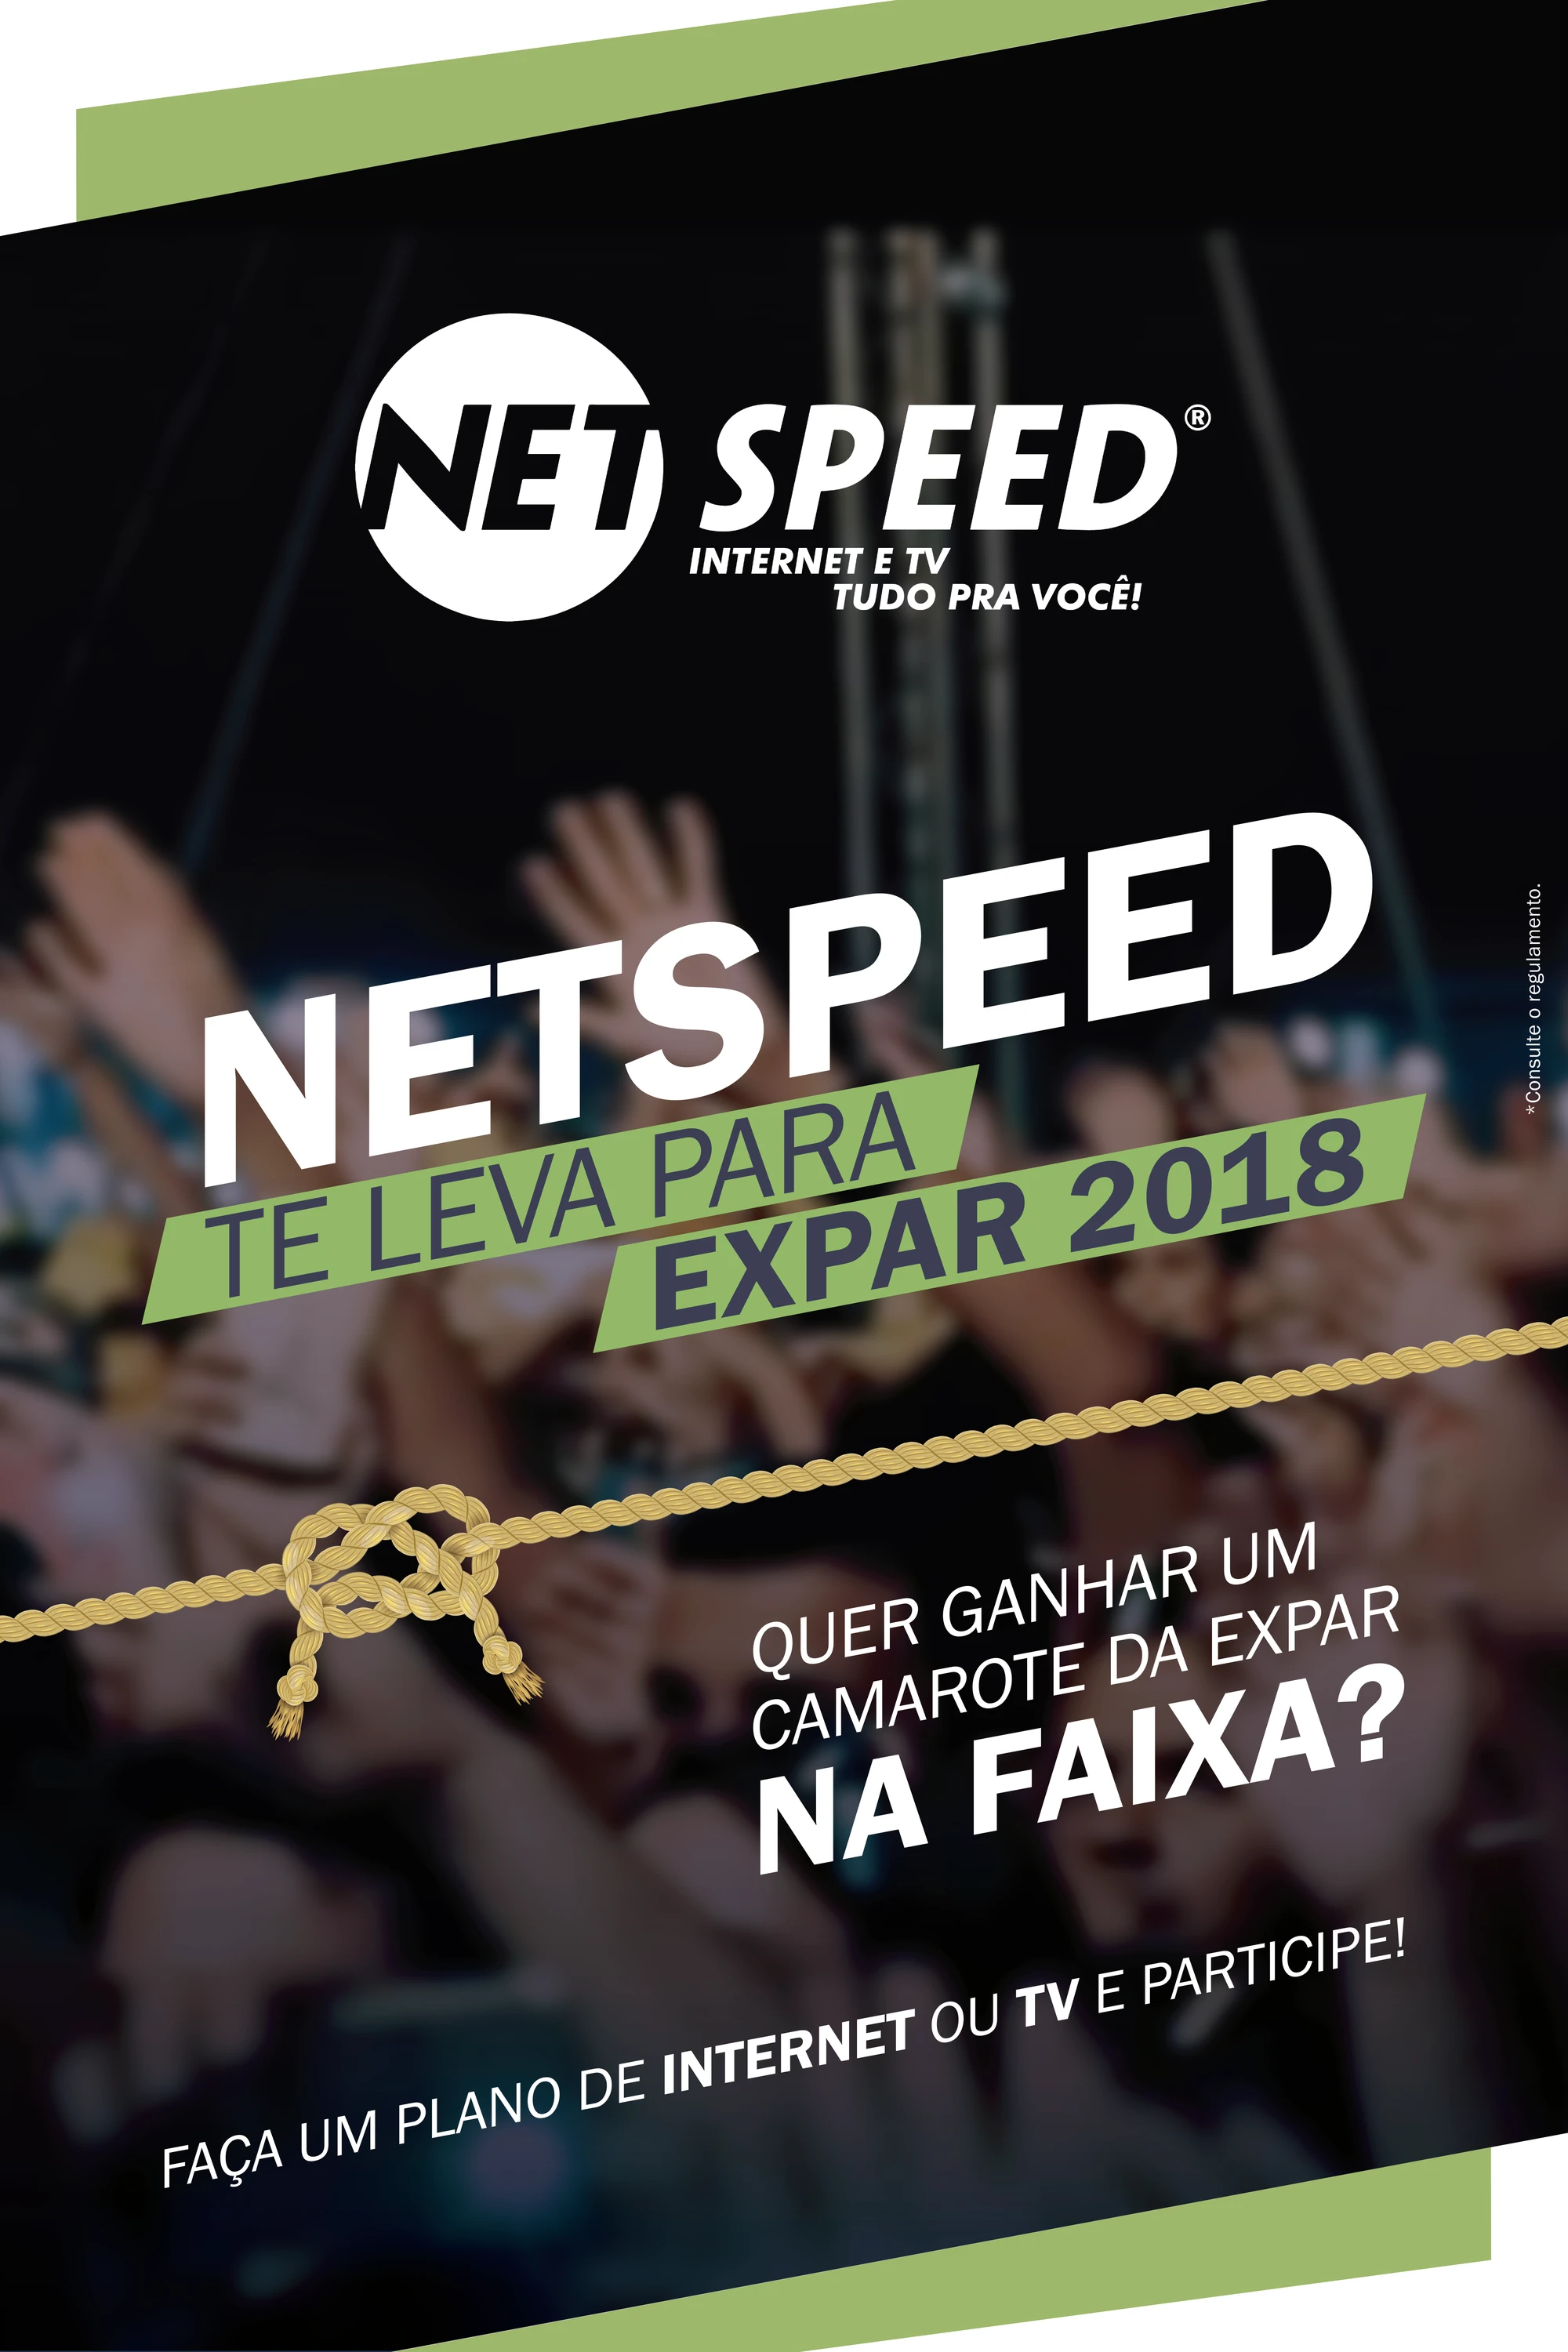 NET SPEED®
INTERNET E TV
TUDO PRA VOCÊ!
NETSPEED
TE LEVA PARA
EXPAR 2018
*Consulte o regulamento.
QUER GANHAR UM
CAMAROTE DA EXPAR
NA FAIXA?
FAÇA UM PLANO DE INTERNET OU TV E PARTICIPE!